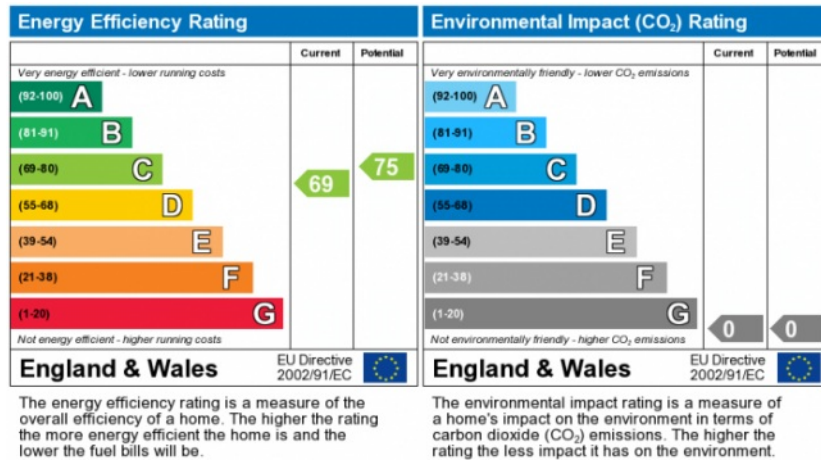 Energy Efficiency Rating
Current Potential
Very energy efficient - lower running costs
(92-100) A
(81-91) B
(69-80) C
(55-68) D
(39-54) E
(21-38) F
(1-20) G
69
75
Not energy efficient - higher running costs
England & Wales
EU Directive
2002/91/EC
The energy efficiency rating is a measure of the
overall efficiency of a home. The higher the rating
the more energy efficient the home is and the
lower the fuel bills will be.
Environmental Impact (CO₂) Rating
Current Potential
Very environmentally friendly - lower CO₂ emissions
(92-100) A
(81-91) B
(69-80) C
(55-68) D
(39-54) E
(21-38) F
(1-20) G
0
0
Not environmentally friendly - higher CO₂ emissions
England & Wales
EU Directive
2002/91/EC
The environmental impact rating is a measure of
a home's impact on the environment in terms of
carbon dioxide (CO₂) emissions. The higher the
rating the less impact it has on the environment.